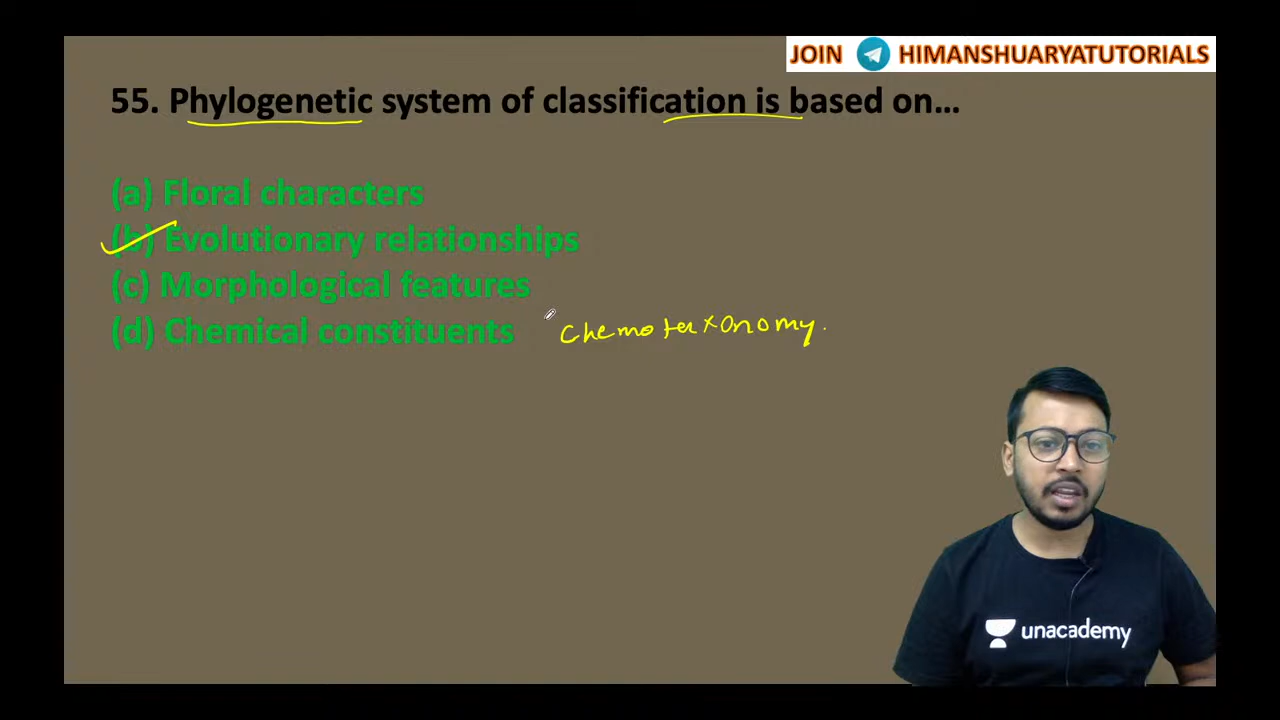 JOIN HIMANSHUARYATUTORIALS
55. Phylogenetic system of classification is based on…
(a) Floral characters
(b) Evolutionary relationships
(c) Morphological features
(d) Chemical constituents chemotaxonomy.
unacademy